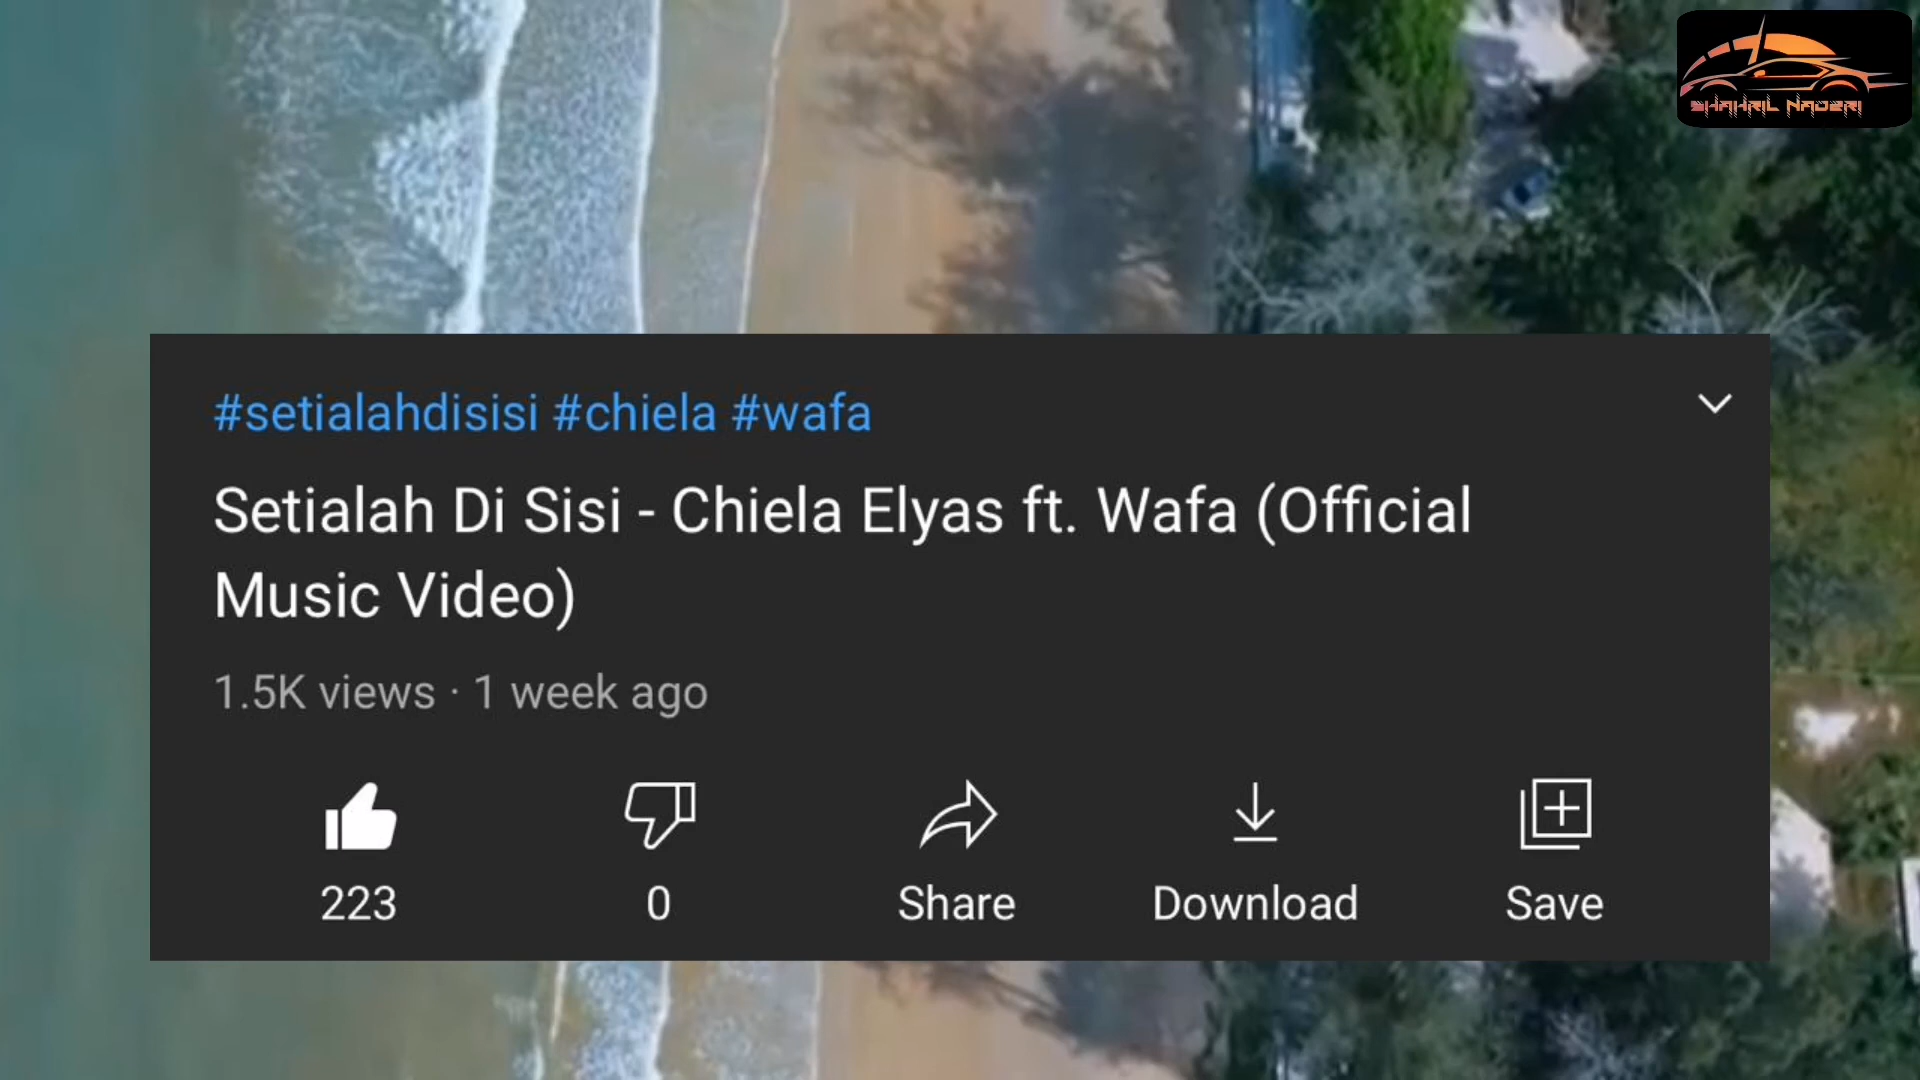 SHAHRIL NADZRI
#setialahdisisi #chiela #wafa
Setialah Di Sisi - Chiela Elyas ft. Wafa (Official
Music Video)
1.5K views · 1 week ago
223 0 Share Download Save